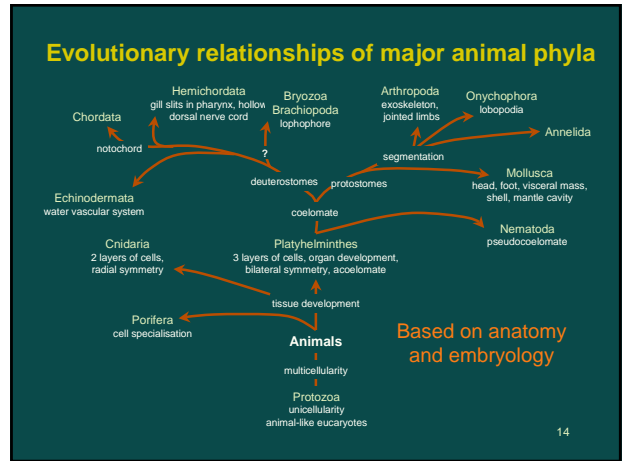 Evolutionary relationships of major animal phyla
Hemichordata
gill slits in pharynx, hollow
dorsal nerve cord
Bryozoa
Brachiopoda
lophophore
Arthropoda
exoskeleton,
jointed limbs
Onychophora
lobopodia
Chordata
Annelida
notochord
?
segmentation
deuterostomes
protostomes
Mollusca
head, foot, visceral mass,
shell, mantle cavity
Echinodermata
water vascular system
coelomate
Nematoda
pseudocoelomate
Cnidaria
2 layers of cells,
radial symmetry
Platyhelminthes
3 layers of cells, organ development,
bilateral symmetry, accoelomate
tissue development
Porifera
cell specialisation
Animals
Based on anatomy
and embryology
multicellularity
Protozoa
unicellularity
animal-like eucaryotes
14